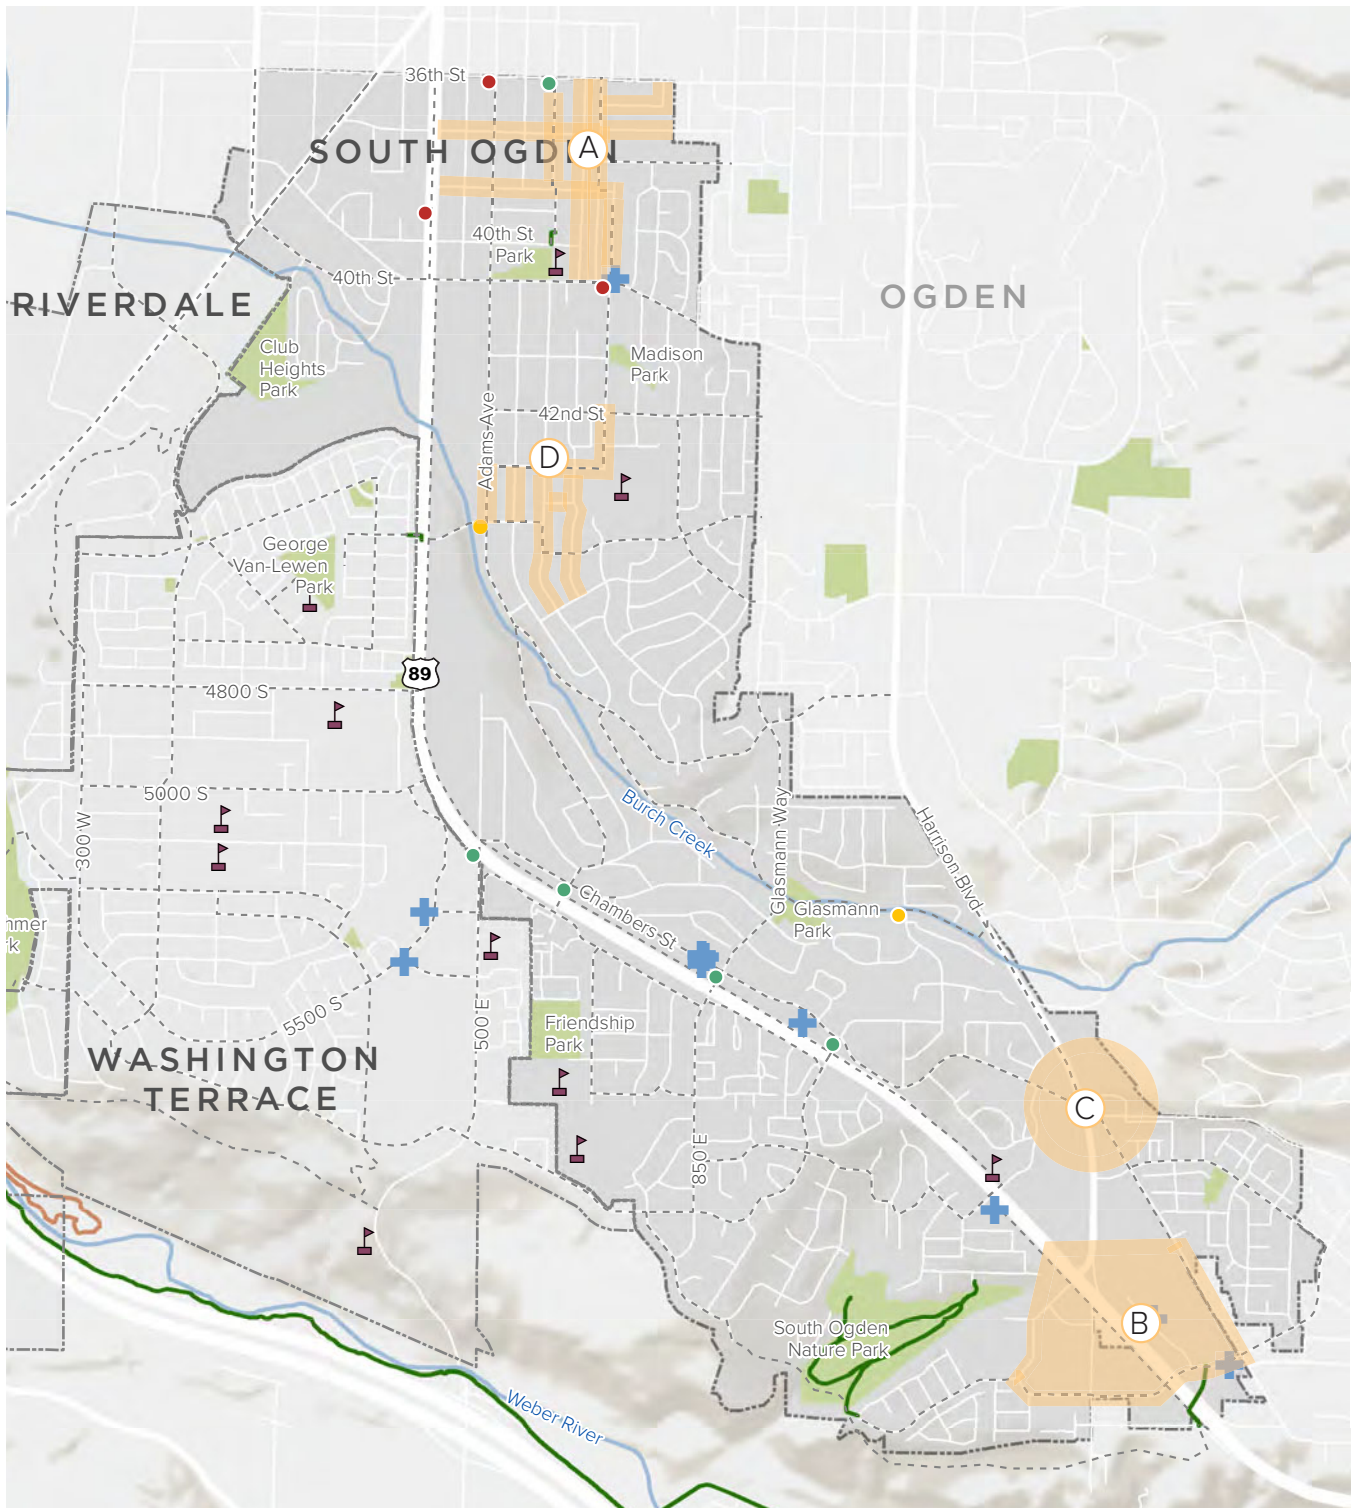 36th St
SOUTH OGDEN
A
40th St
Park
40th St
RIVERDALE
OGDEN
Club
Heights
Park
Madison
Park
Adams Ave
42nd St
D
George
Van-Lewen
Park
89
4800 S
5000 S
300 W
Burch Creek
Glasmann Way
Harrison Blvd
Chambers St
Glasmann
Park
nmer
rk
5500 S
500 E
Friendship
Park
WASHINGTON
TERRACE
C
850 E
B
South Ogden
Nature Park
Weber River